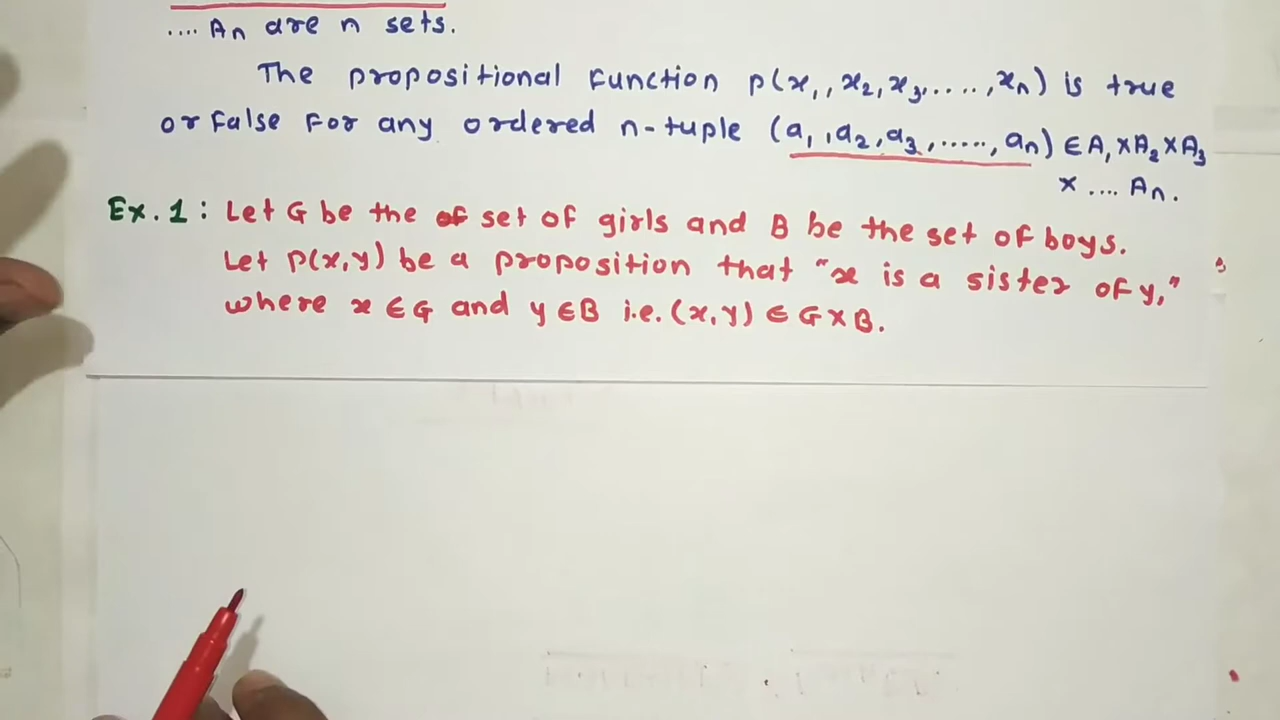 .... An are n sets.
The propositional function p(x₁, x₂, x₃, ...., xn) is true
or false for any ordered n-tuple (a₁, a₂, a₃, ....., an) ∈ A₁ × A₂ × A₃
× .... An.
Ex. 1 : Let G be the set of girls and B be the set of boys.
Let p(x,y) be a proposition that "x is a sister of y,"
where x ∈ G and y ∈ B i.e. (x,y) ∈ G × B.